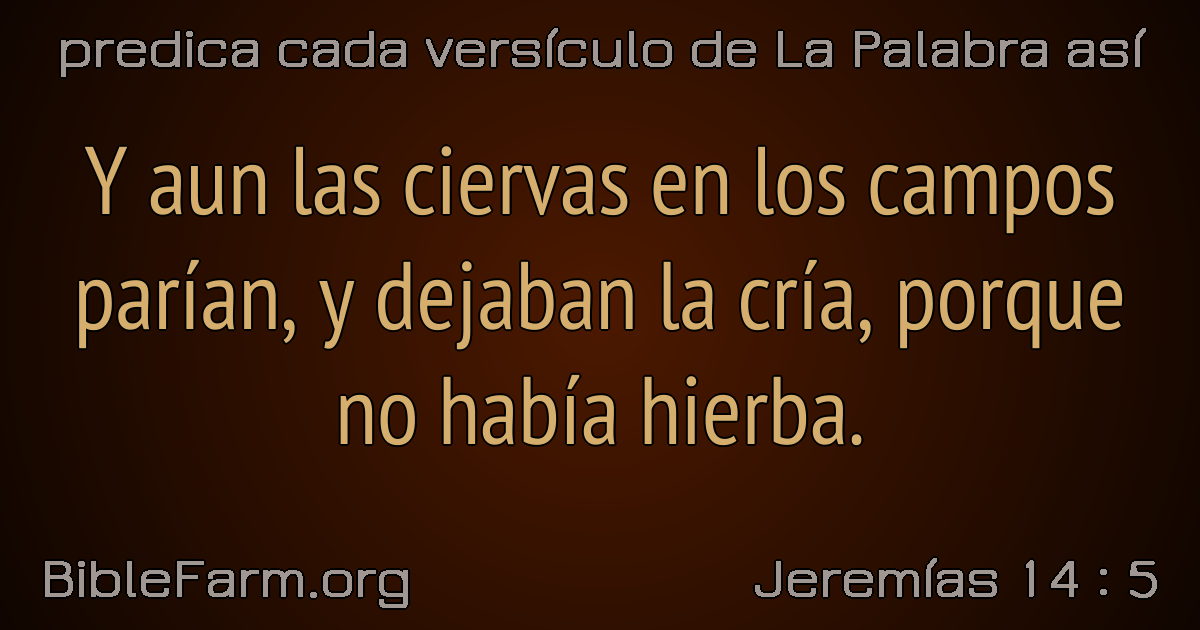 predica cada versículo de La Palabra así
Y aun las ciervas en los campos
parían, y dejaban la cría, porque
no había hierba.
BibleFarm.org
Jeremías 14 : 5